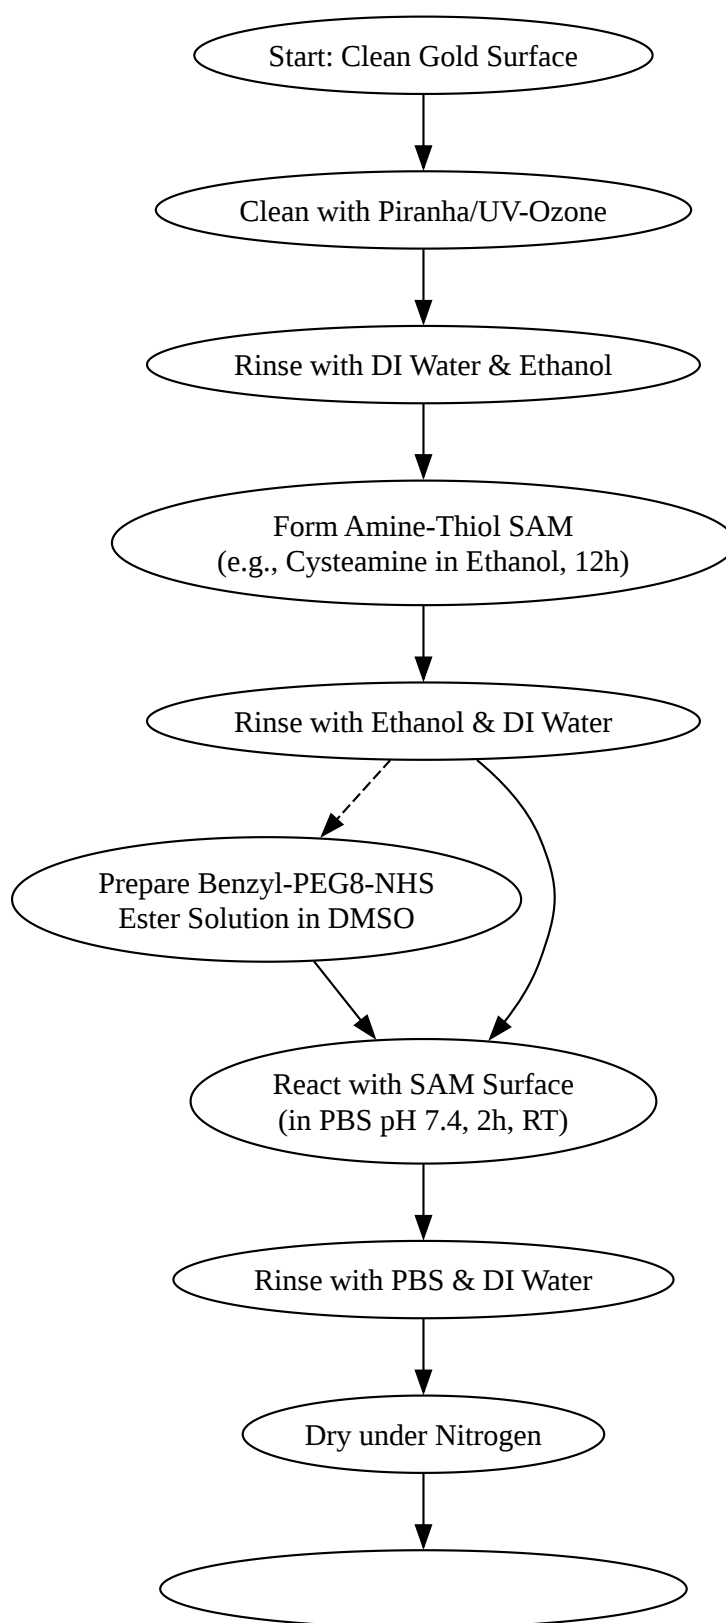 Start: Clean Gold Surface
Clean with Piranha/UV-Ozone
Rinse with DI Water & Ethanol
Form Amine-Thiol SAM
(e.g., Cysteamine in Ethanol, 12h)
Rinse with Ethanol & DI Water
Prepare Benzyl-PEG8-NHS
Ester Solution in DMSO
React with SAM Surface
(in PBS pH 7.4, 2h, RT)
Rinse with PBS & DI Water
Dry under Nitrogen